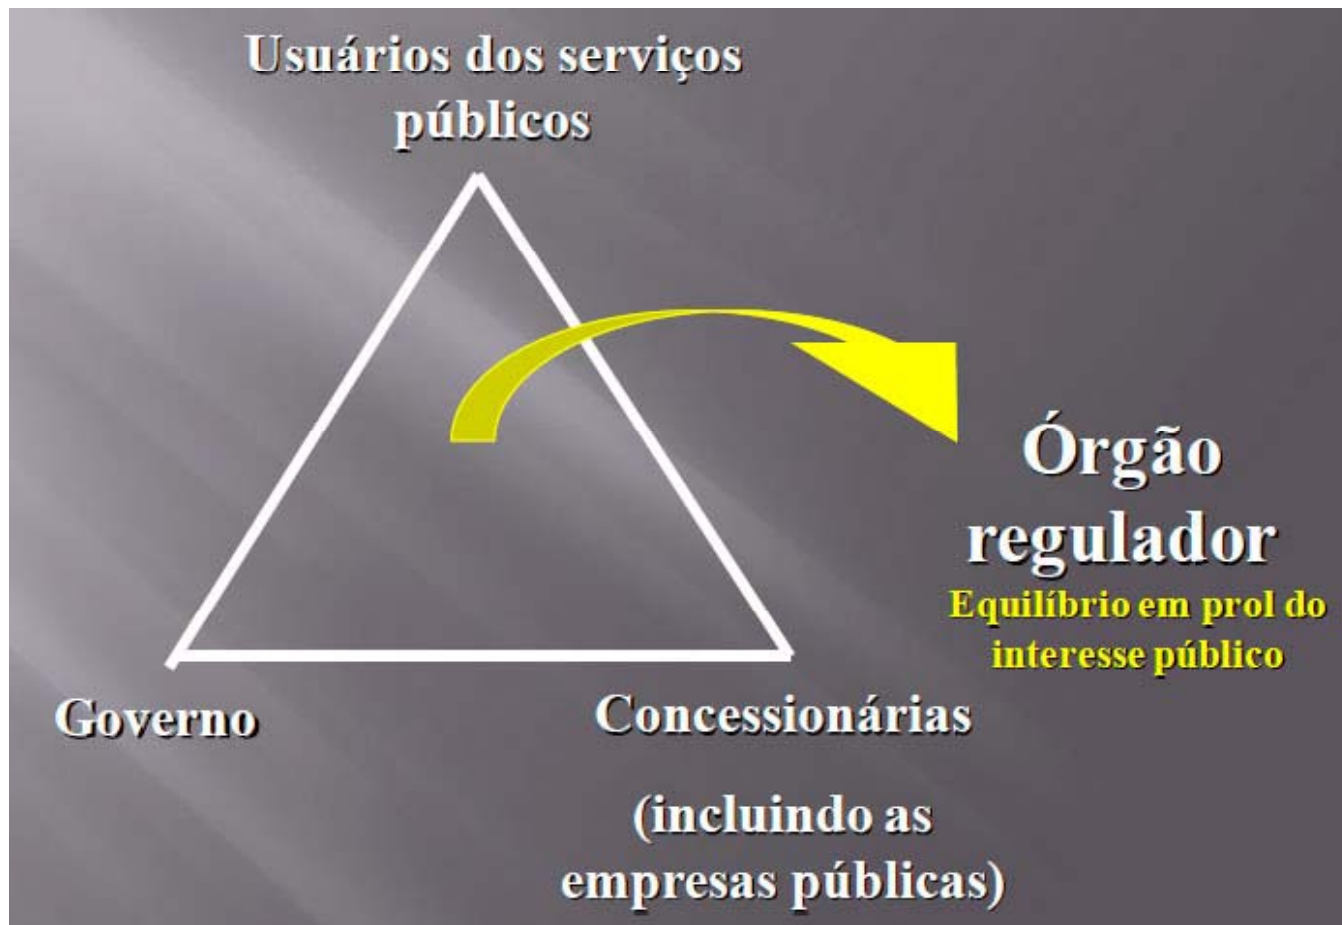 Usuários dos serviços
públicos
Órgão
regulador
Equilíbrio em prol do
interesse público
Governo
Concessionárias
(incluindo as
empresas públicas)